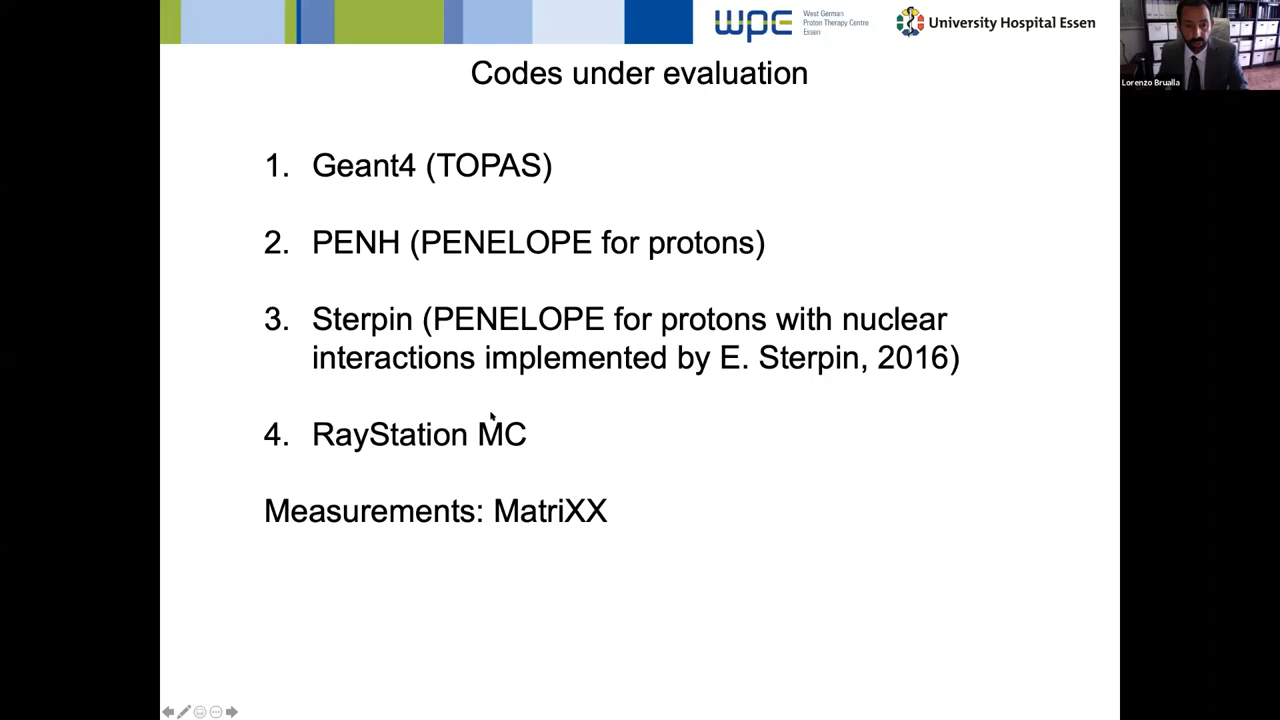 wpe
West German
Proton Therapy Centre
Essen
University Hospital Essen
Lorenzo Brualla
Codes under evaluation
1. Geant4 (TOPAS)
2. PENH (PENELOPE for protons)
3. Sterpin (PENELOPE for protons with nuclear
interactions implemented by E. Sterpin, 2016)
4. RayStation MC
Measurements: MatriXX